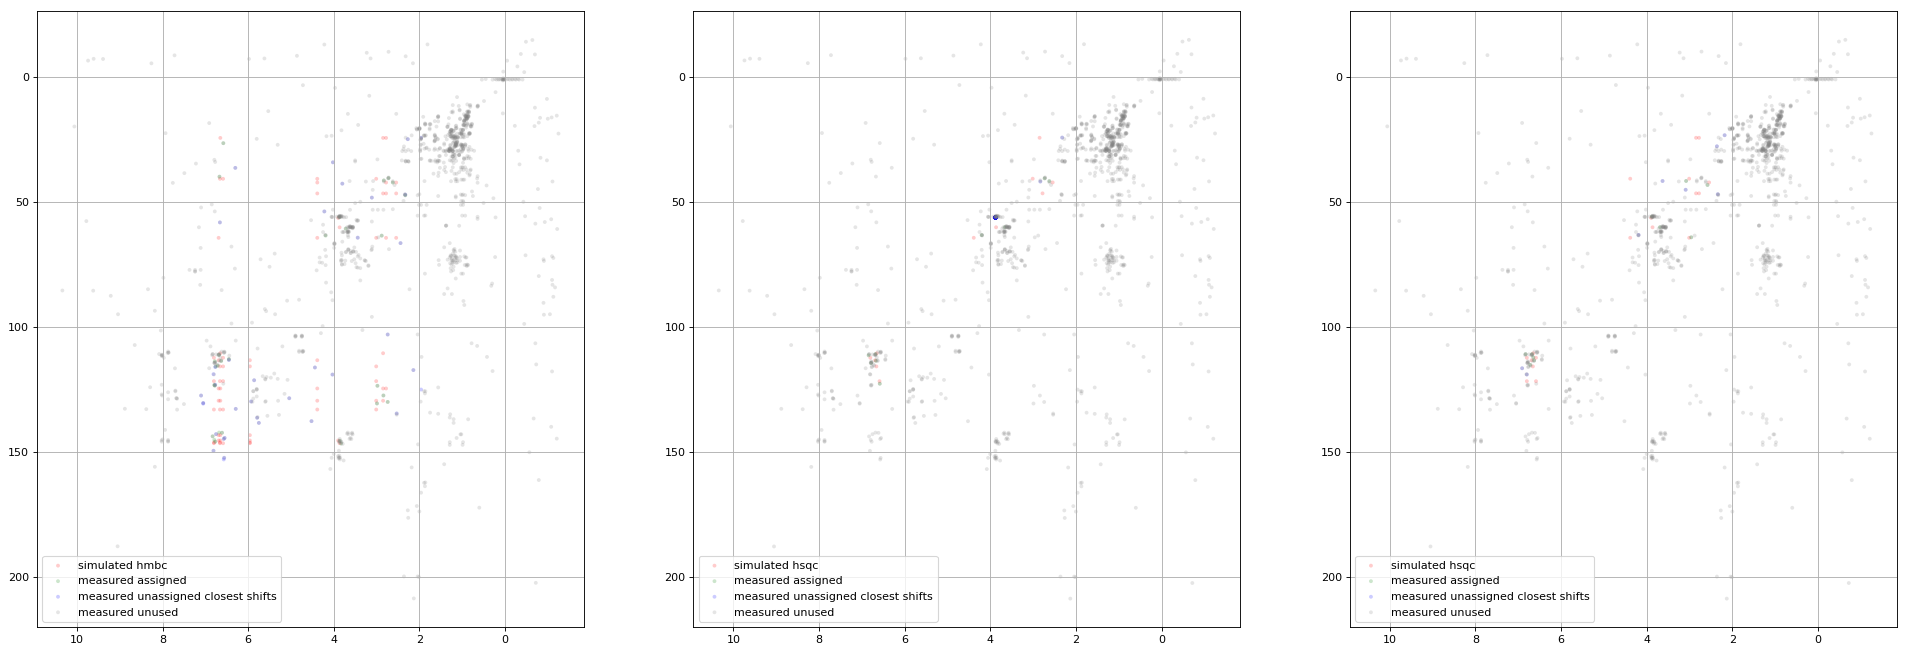 0
50
100
150
200
10 8 6 4 2 0
simulated hmbc
measured assigned
measured unassigned closest shifts
measured unused
0
50
100
150
200
10 8 6 4 2 0
simulated hsqc
measured assigned
measured unassigned closest shifts
measured unused
0
50
100
150
200
10 8 6 4 2 0
simulated hsqc
measured assigned
measured unassigned closest shifts
measured unused